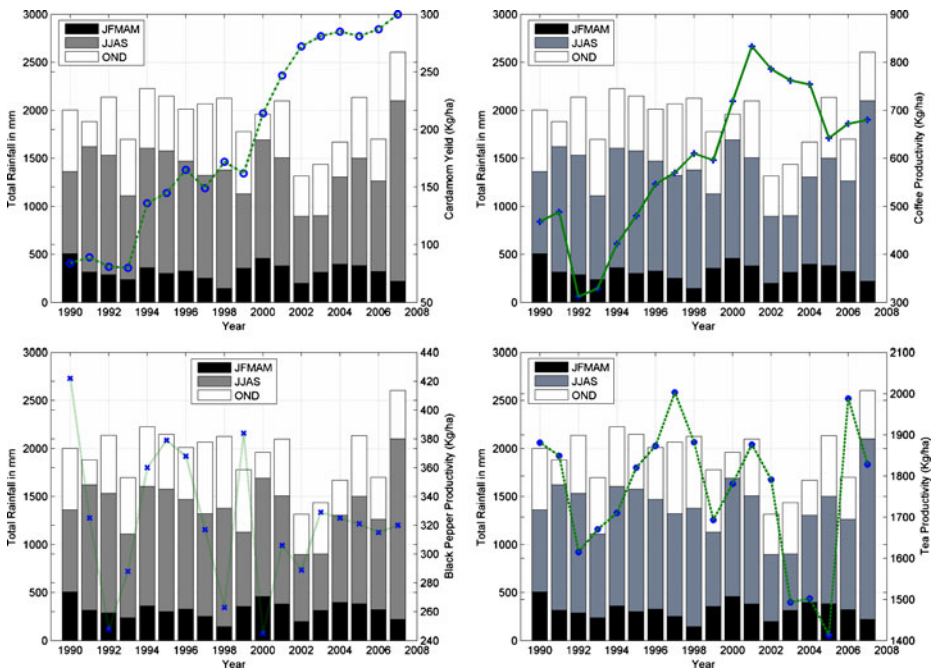 3000
2500
2000
1500
1000
500
0
Total Rainfall in mm
JFMAM
JJAS
OND
300
250
200
150
100
50
Cardamom Yeild (Kg/ha)
1990 1992 1994 1996 1998 2000 2002 2004 2006 2008
Year
3000
2500
2000
1500
1000
500
0
Total Rainfall in mm
JFMAM
JJAS
OND
900
800
700
600
500
400
300
Coffee Productivity (Kg/ha)
1990 1992 1994 1996 1998 2000 2002 2004 2006 2008
Year
3000
2500
2000
1500
1000
500
0
Total Rainfall in mm
JFMAM
JJAS
OND
440
420
400
380
360
340
320
300
280
260
240
Black Pepper Productivity (Kg/ha)
1990 1992 1994 1996 1998 2000 2002 2004 2006 2008
Year
3000
2500
2000
1500
1000
500
0
Total Rainfall in mm
JFMAM
JJAS
OND
2100
2000
1900
1800
1700
1600
1500
1400
Tea Productivity (Kg/ha)
1990 1992 1994 1996 1998 2000 2002 2004 2006 2008
Year